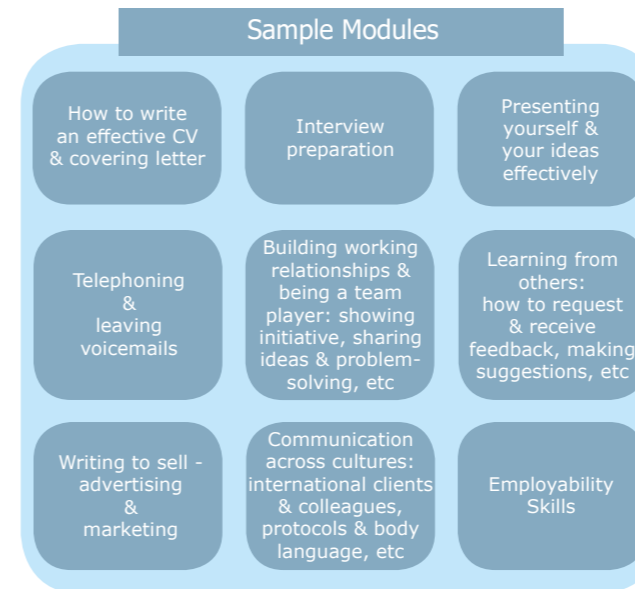 Sample Modules
How to write
an effective CV
& covering letter
Interview
preparation
Presenting
yourself &
your ideas
effectively
Telephoning
&
leaving
voicemails
Building working
relationships &
being a team
player: showing
initiative, sharing
ideas & problem-
solving, etc
Learning from
others:
how to request
& receive
feedback, making
suggestions, etc
Writing to sell -
advertising
&
marketing
Communication
across cultures:
international clients
& colleagues,
protocols & body
language, etc
Employability
Skills